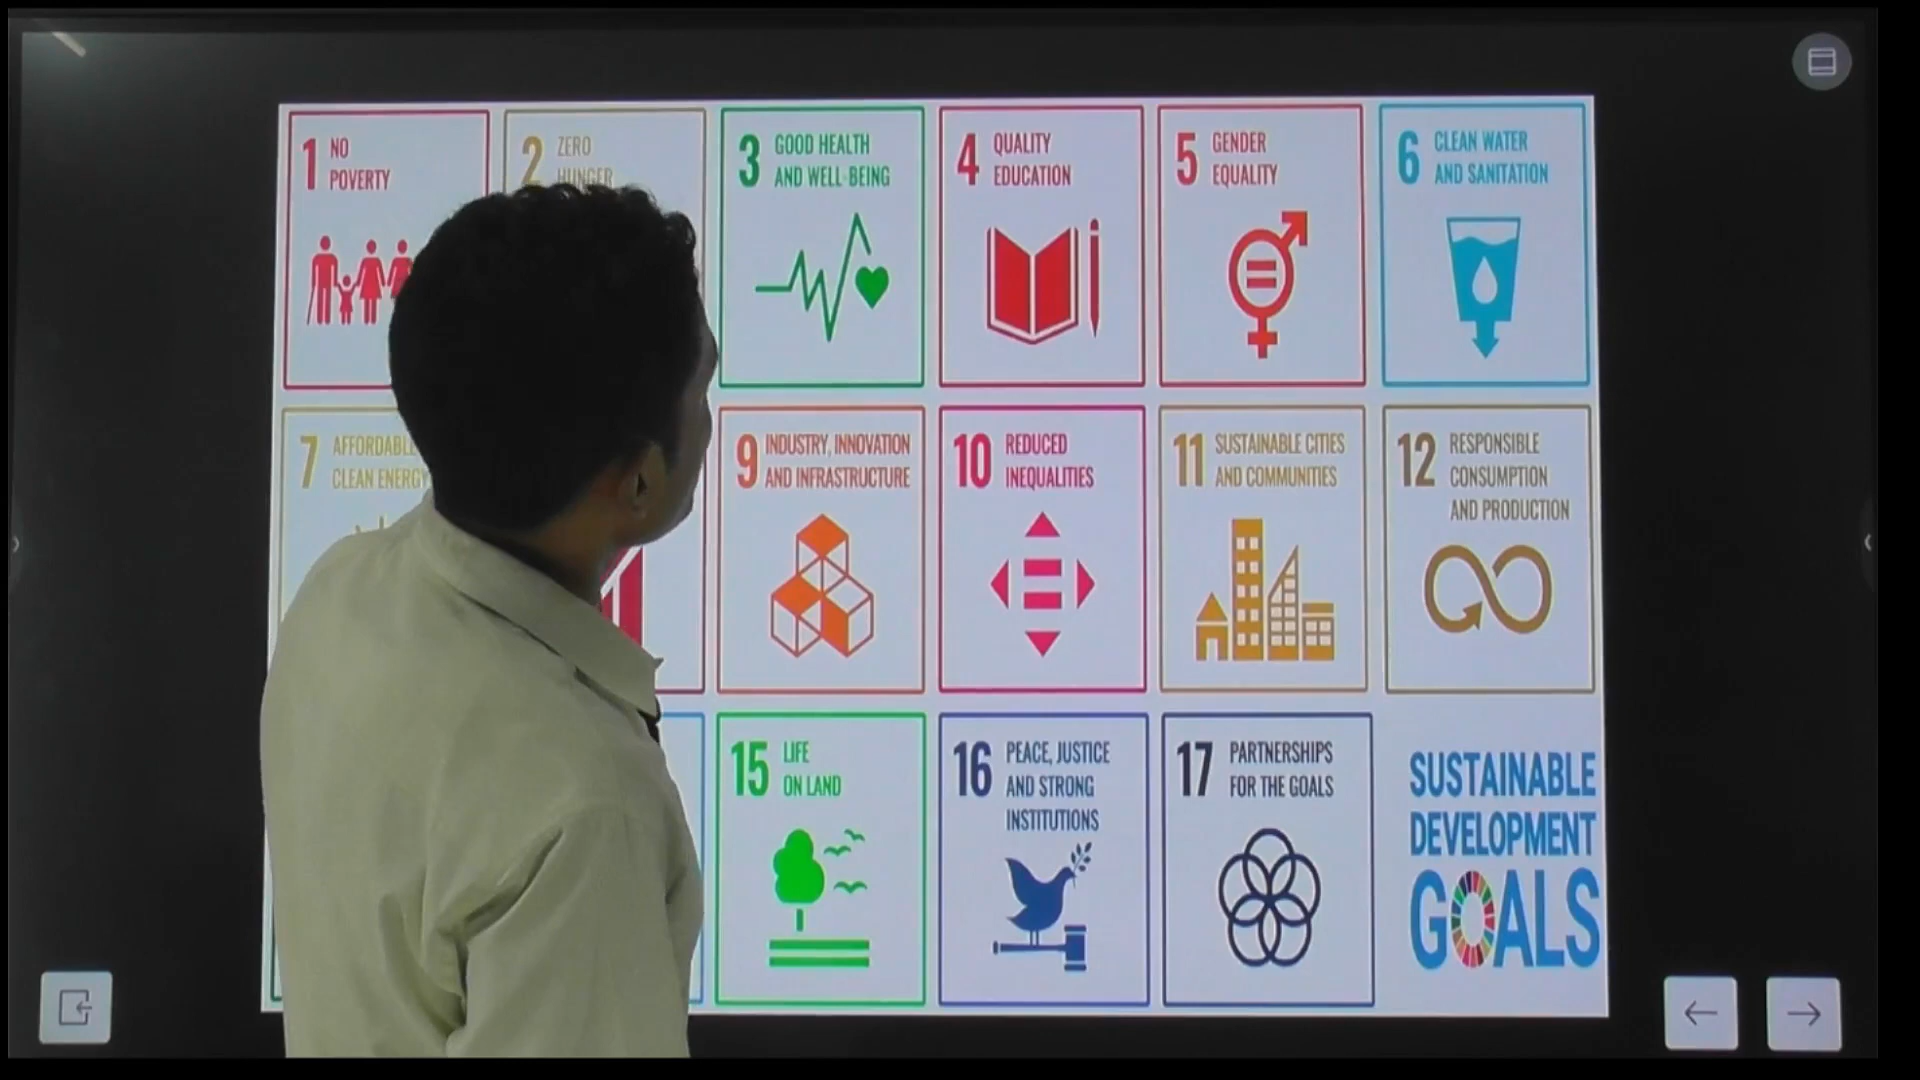 1 NO
POVERTY
2 ZERO
HUNGER
3 GOOD HEALTH
AND WELL-BEING
4 QUALITY
EDUCATION
5 GENDER
EQUALITY
6 CLEAN WATER
AND SANITATION
7 AFFORDABLE
CLEAN ENERGY
9 INDUSTRY, INNOVATION
AND INFRASTRUCTURE
10 REDUCED
INEQUALITIES
11 SUSTAINABLE CITIES
AND COMMUNITIES
12 RESPONSIBLE
CONSUMPTION
AND PRODUCTION
15 LIFE
ON LAND
16 PEACE, JUSTICE
AND STRONG
INSTITUTIONS
17 PARTNERSHIPS
FOR THE GOALS
SUSTAINABLE
DEVELOPMENT
GOALS